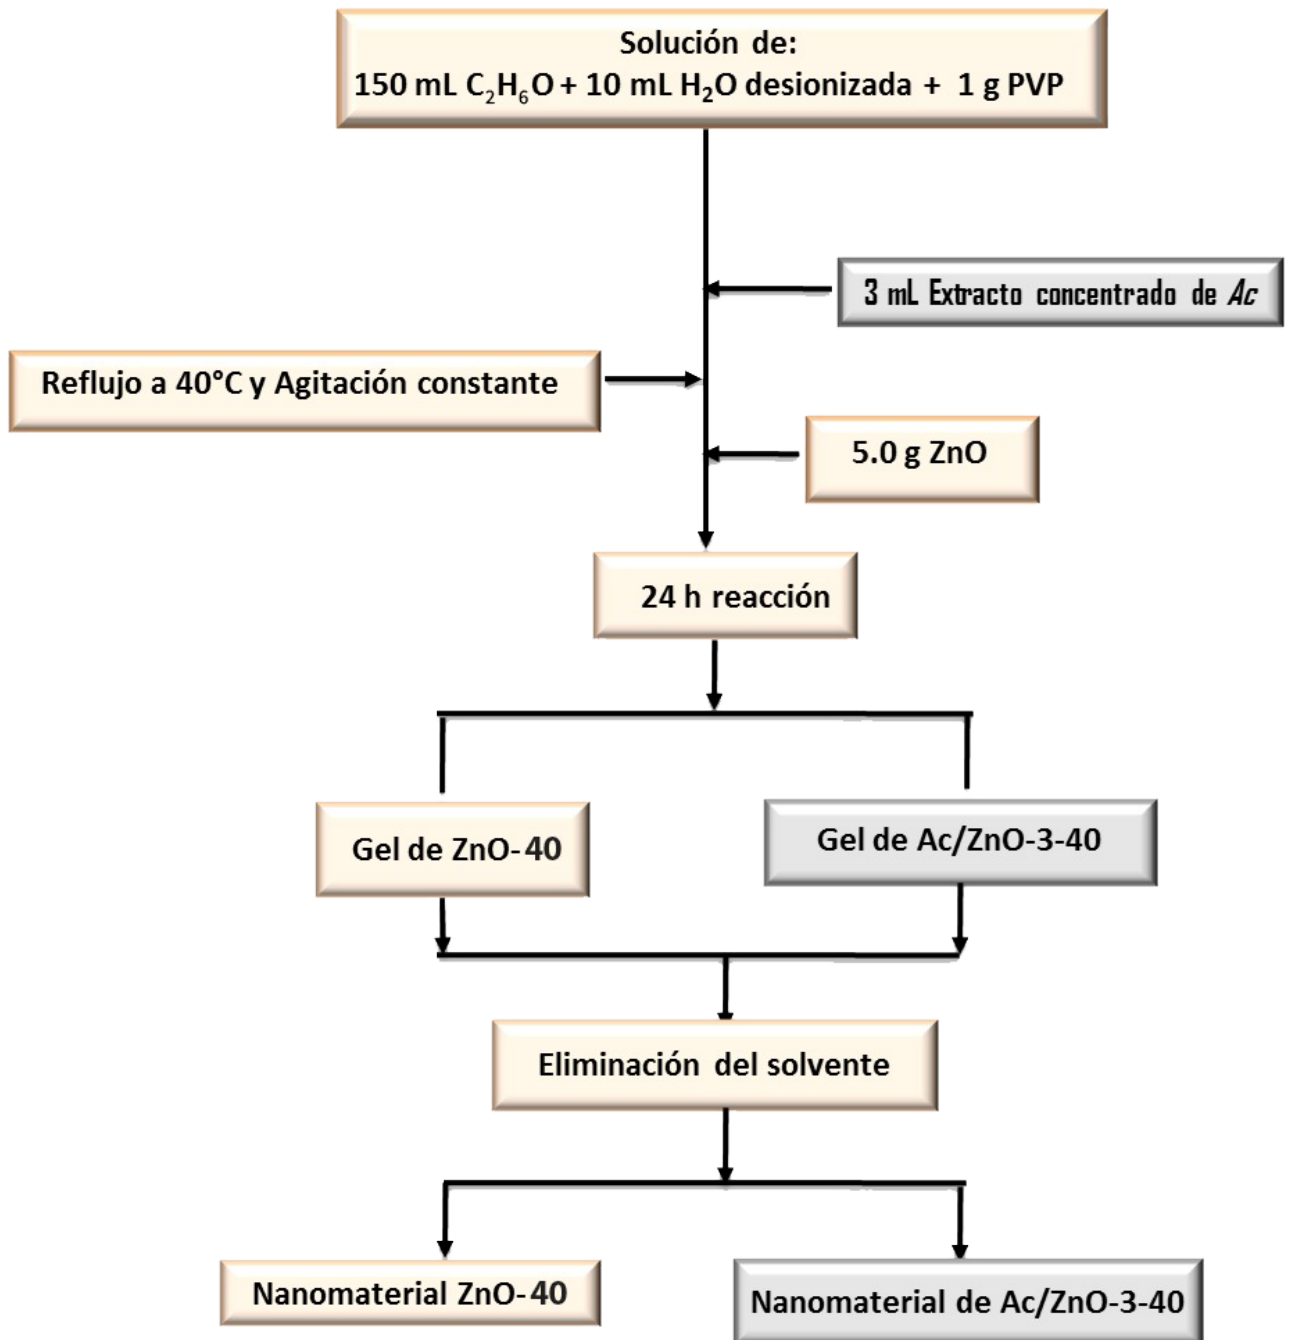 Solución de:
150 mL C₂H₆O + 10 mL H₂O desionizada + 1 g PVP
3 mL Extracto concentrado de Ac
Reflujo a 40°C y Agitación constante
5.0 g ZnO
24 h reacción
Gel de ZnO-40
Gel de Ac/ZnO-3-40
Eliminación del solvente
Nanomaterial ZnO-40
Nanomaterial de Ac/ZnO-3-40